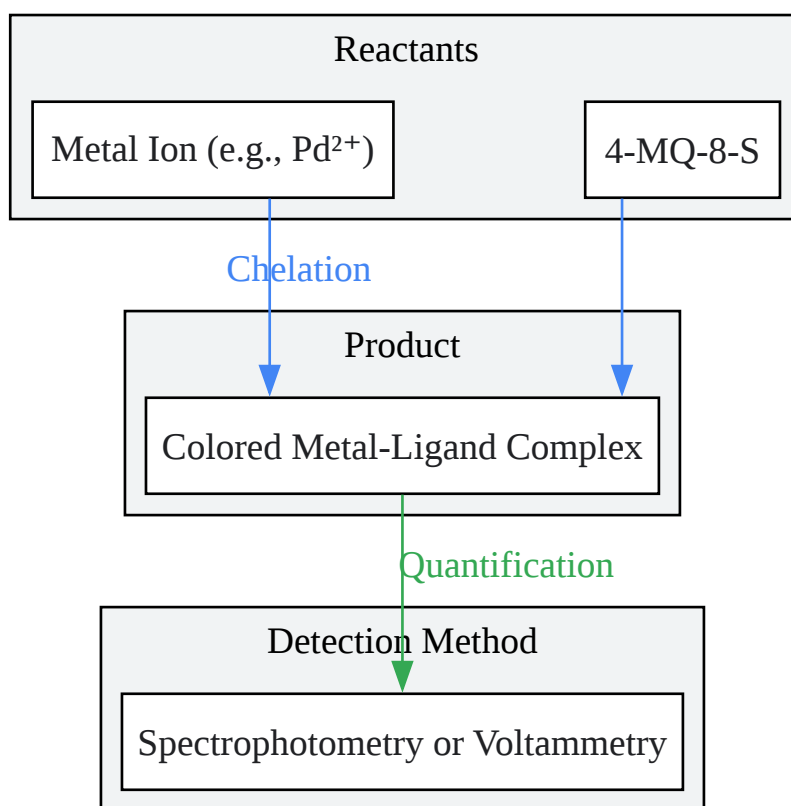 Reactants
Metal Ion (e.g., Pd²⁺)
4-MQ-8-S
Chelation
Product
Colored Metal-Ligand Complex
Quantification
Detection Method
Spectrophotometry or Voltammetry